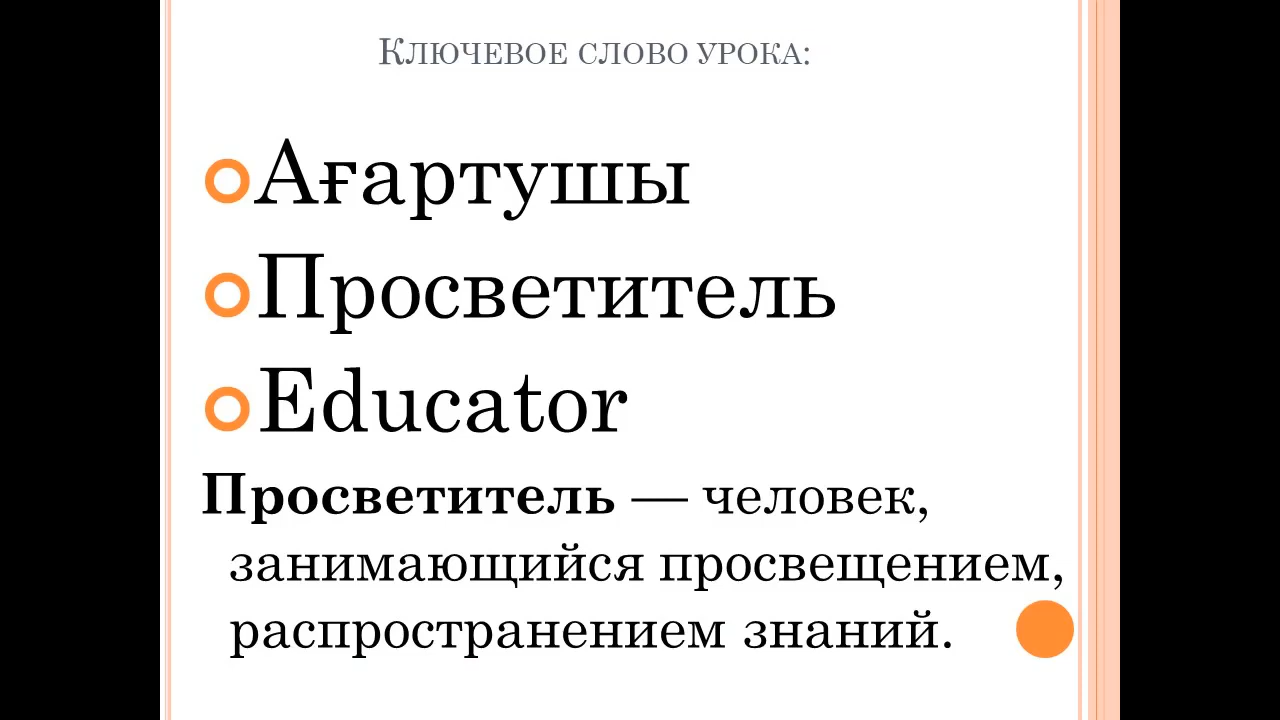 Ключевое слово урока:
Ағартушы
Просветитель
Educator
Просветитель — человек,
занимающийся просвещением,
распространением знаний.